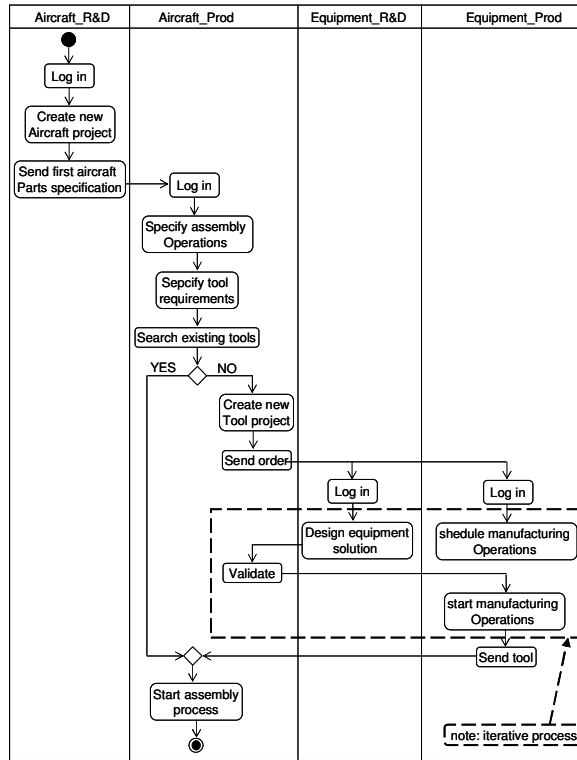 Aircraft_R&D
Aircraft_Prod
Equipment_R&D
Equipment_Prod
Log in
Create new
Aircraft project
Send first aircraft
Parts specification
Log in
Specify assembly
Operations
Sepcify tool
requirements
Search existing tools
YES
NO
Create new
Tool project
Send order
Log in
Log in
Design equipment
solution
shedule manufacturing
Operations
Validate
start manufacturing
Operations
Send tool
Start assembly
process
note: iterative process